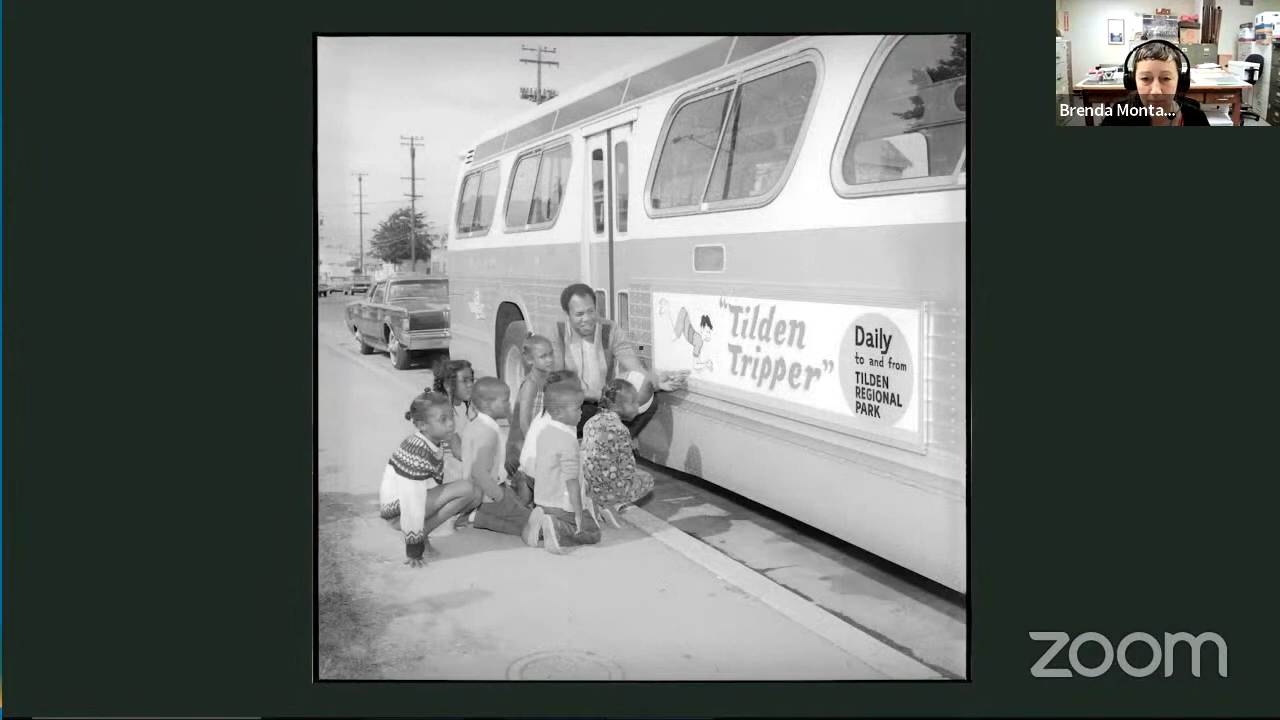 Brenda Monta...
"Tilden
Tripper"
Daily
to and from
TILDEN
REGIONAL
PARK
zoom